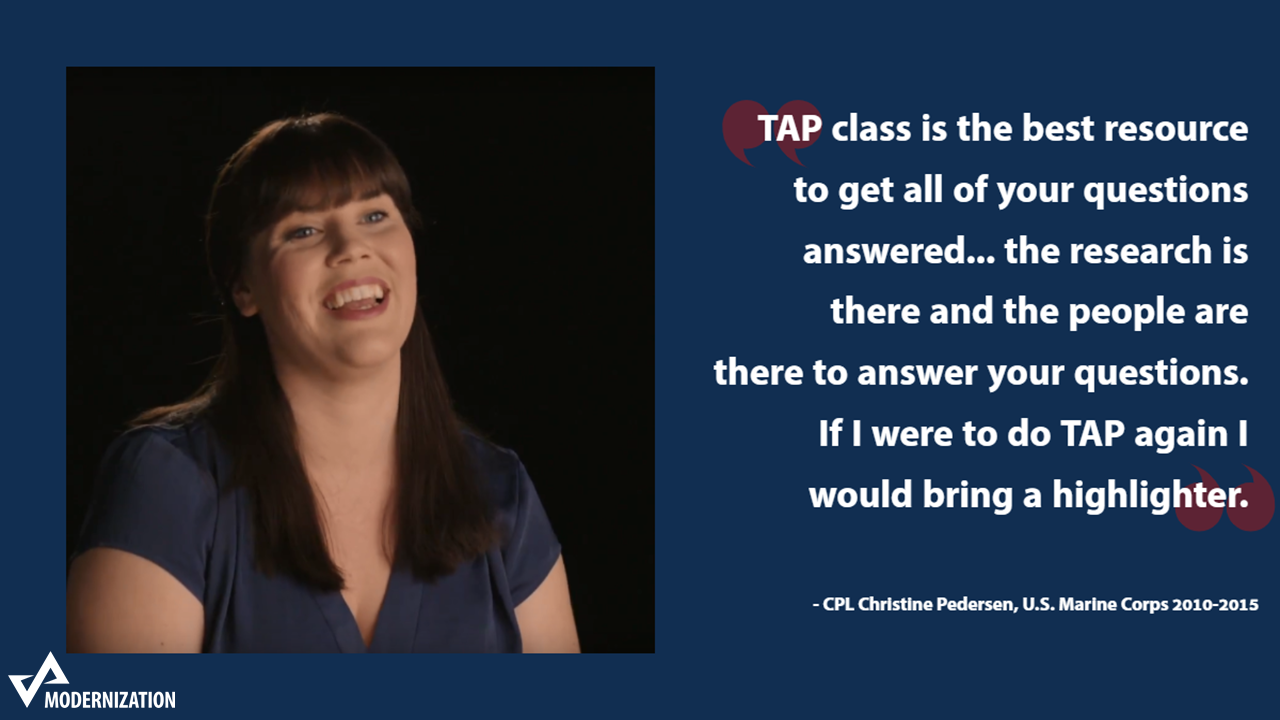 TAP class is the best resource
to get all of your questions
answered... the research is
there and the people are
there to answer your questions.
If I were to do TAP again I
would bring a highlighter.
- CPL Christine Pedersen, U.S. Marine Corps 2010-2015
VA
MODERNIZATION